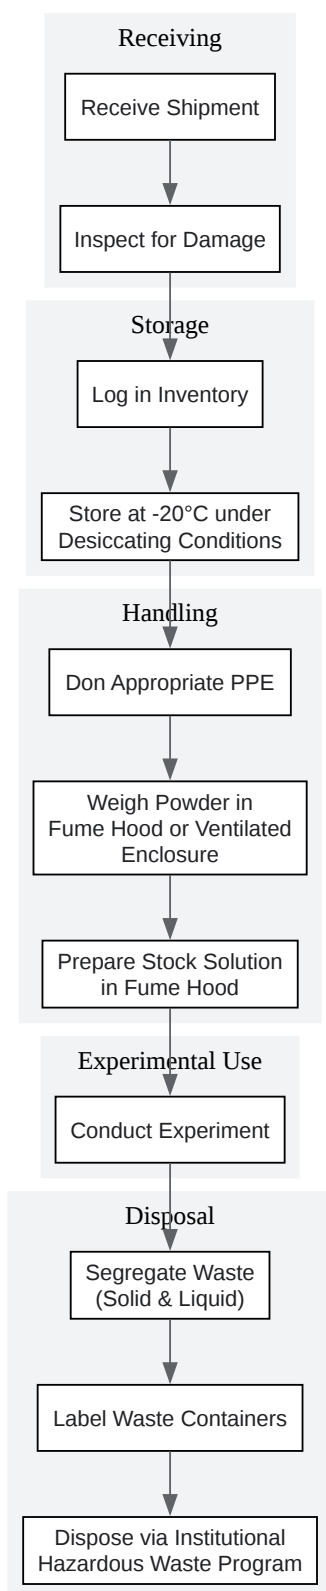 Receiving
Receive Shipment
Inspect for Damage
Storage
Log in Inventory
Store at -20°C under
Desiccating Conditions
Handling
Don Appropriate PPE
Weigh Powder in
Fume Hood or Ventilated
Enclosure
Prepare Stock Solution
in Fume Hood
Experimental Use
Conduct Experiment
Disposal
Segregate Waste
(Solid & Liquid)
Label Waste Containers
Dispose via Institutional
Hazardous Waste Program